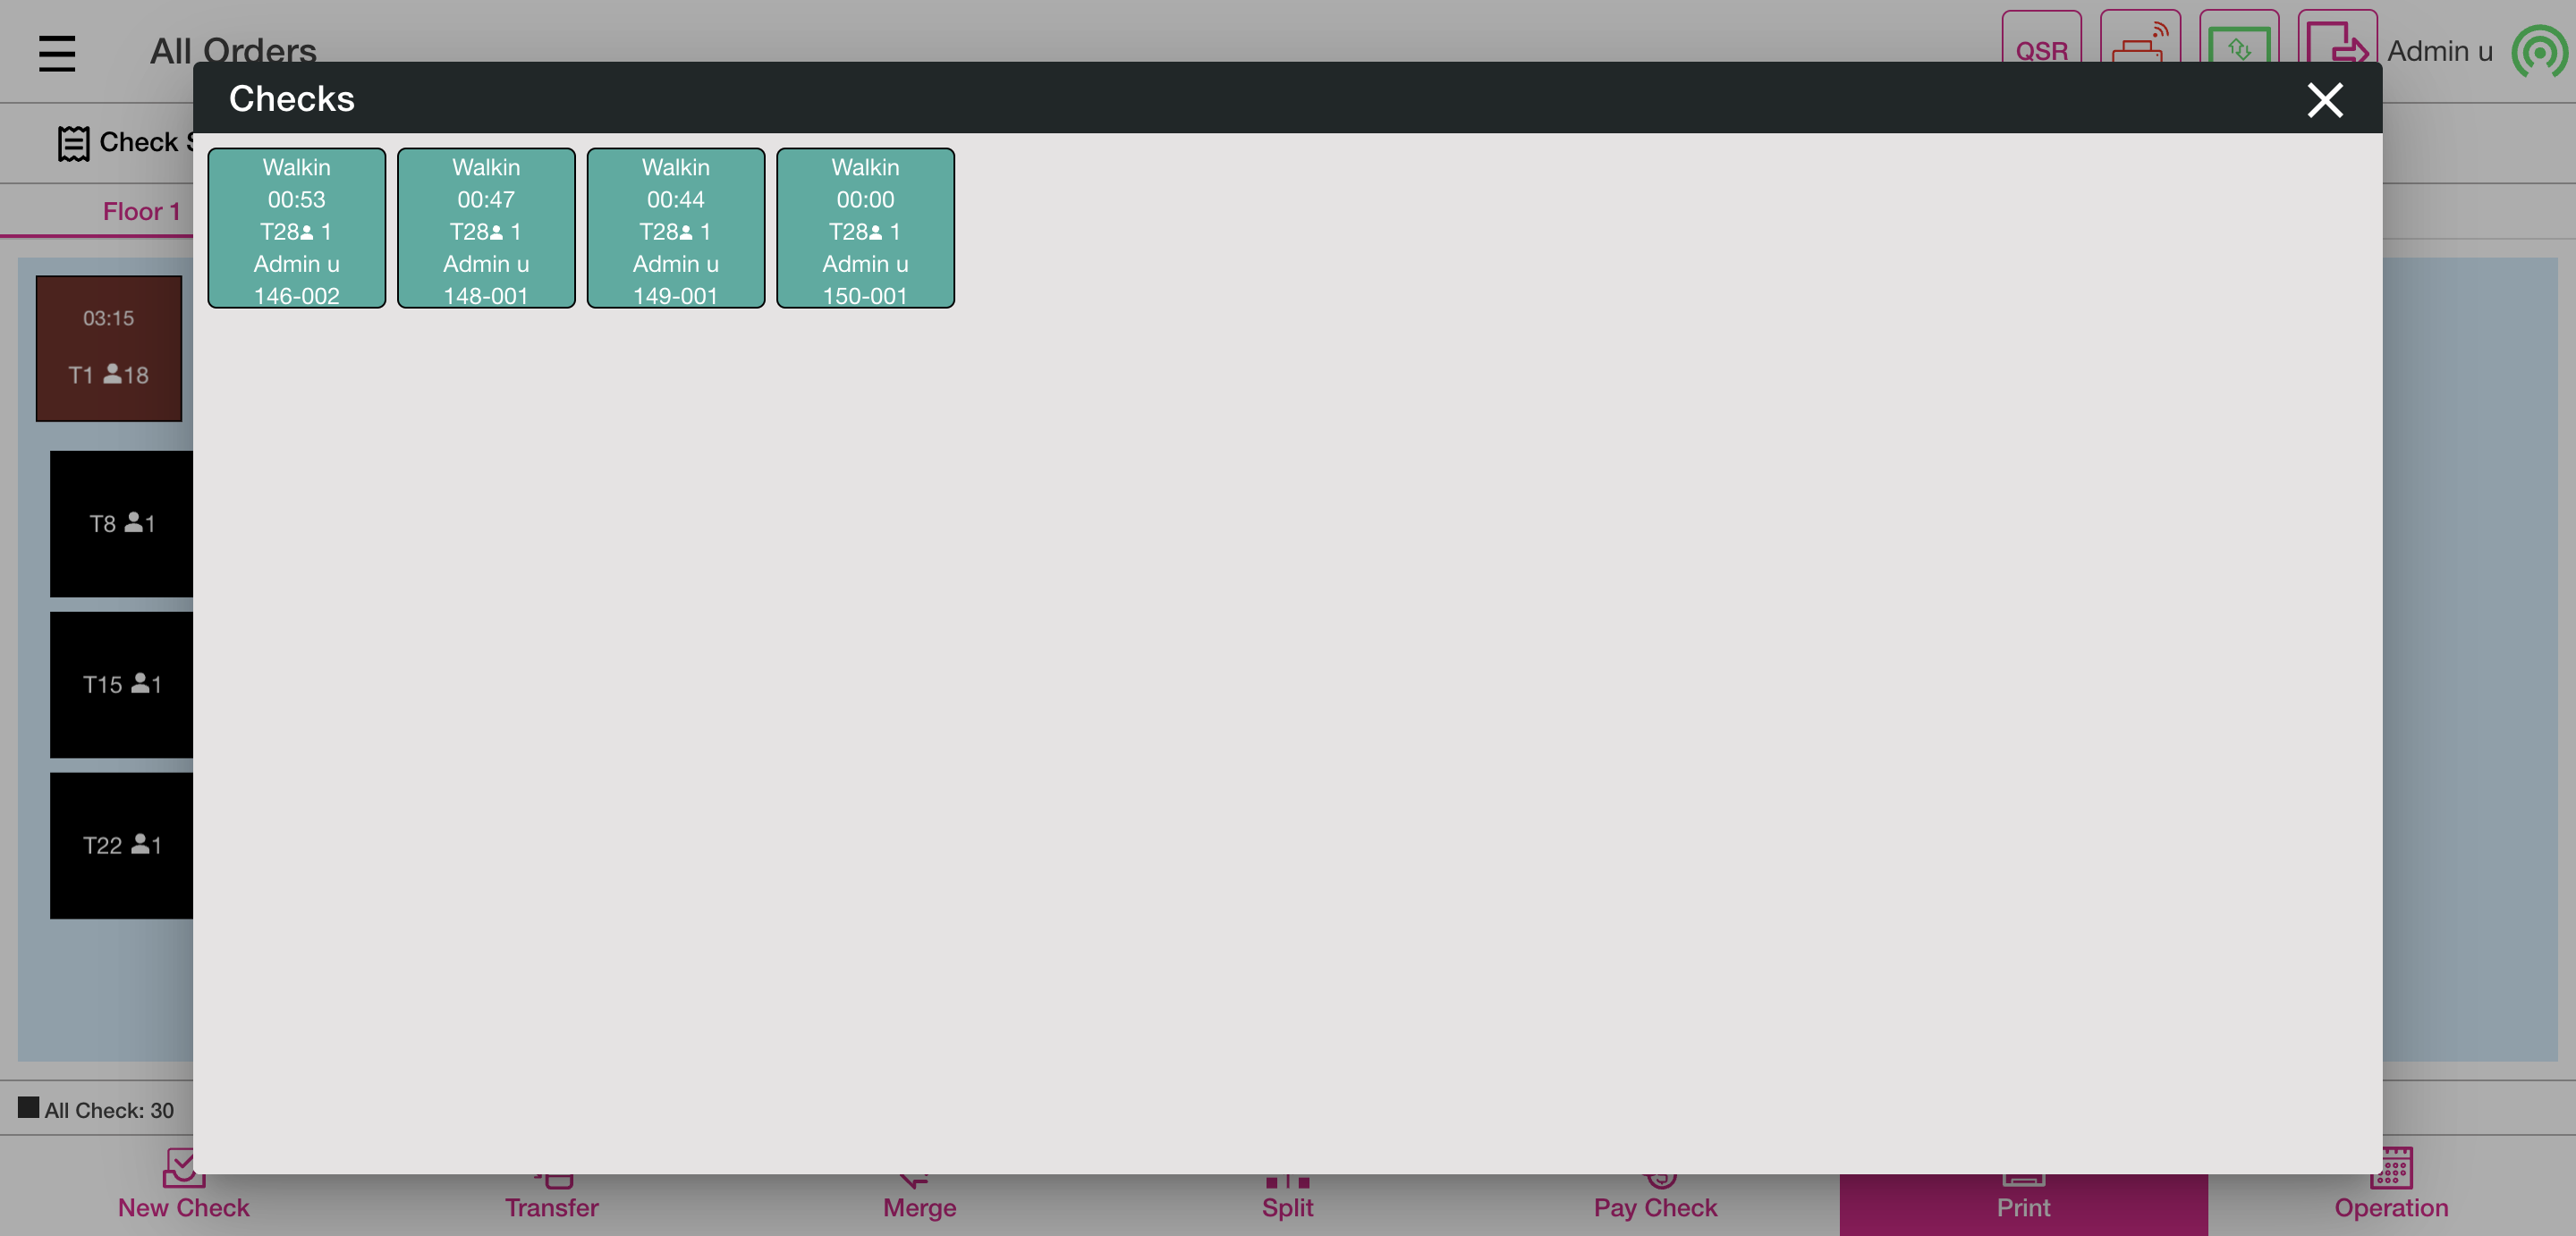 All Orders
QSR
Admin u
Checks
Check
Floor 1
Walkin
00:53
T28 1
Admin u
146-002
Walkin
00:47
T28 1
Admin u
148-001
Walkin
00:44
T28 1
Admin u
149-001
Walkin
00:00
T28 1
Admin u
150-001
03:15
T1 18
T8 1
T15 1
T22 1
All Check: 30
New Check
Transfer
Merge
Split
Pay Check
Print
Operation